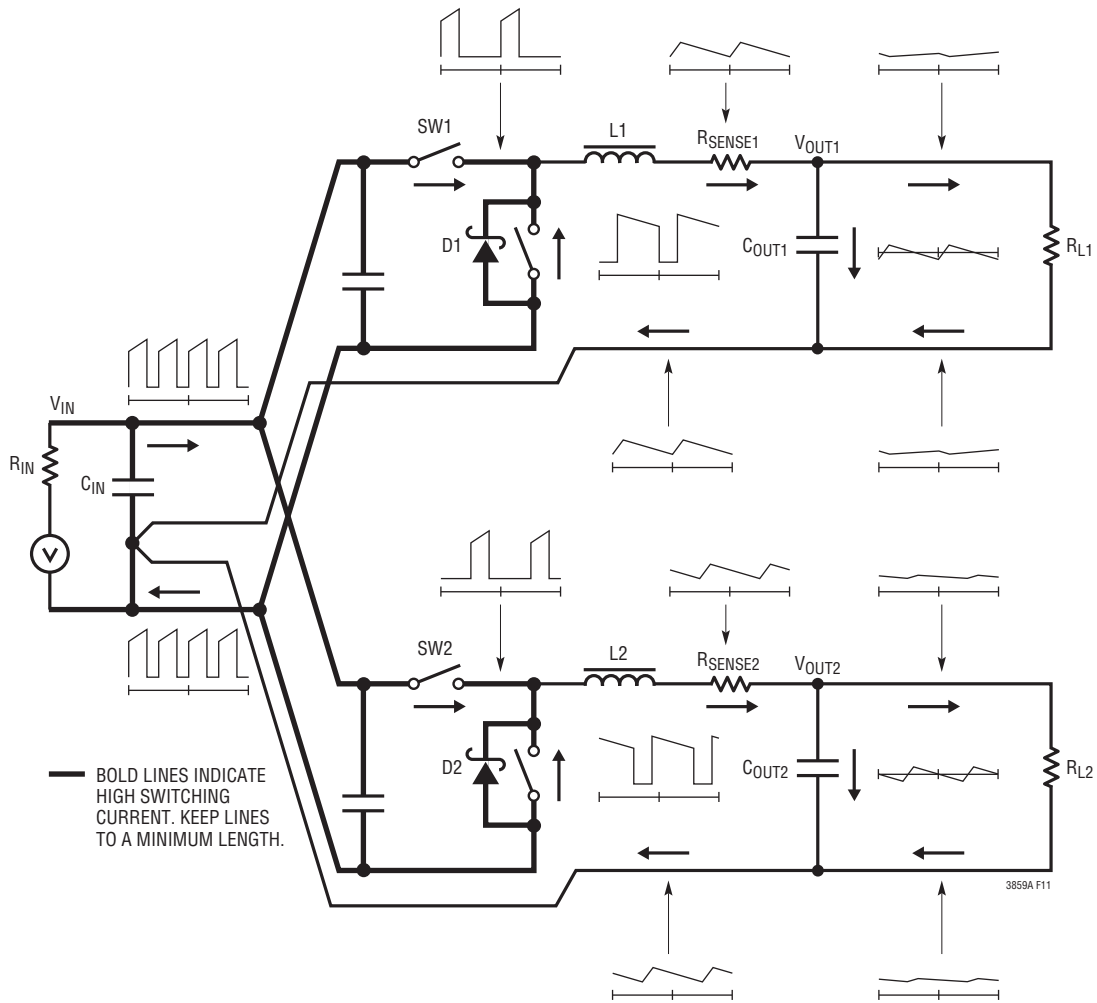 SW1
L1
RSENSE1
VOUT1
D1
COUT1
RL1
VIN
RIN
CIN
V
SW2
L2
RSENSE2
VOUT2
D2
COUT2
RL2
BOLD LINES INDICATE
HIGH SWITCHING
CURRENT. KEEP LINES
TO A MINIMUM LENGTH.
3859A F11